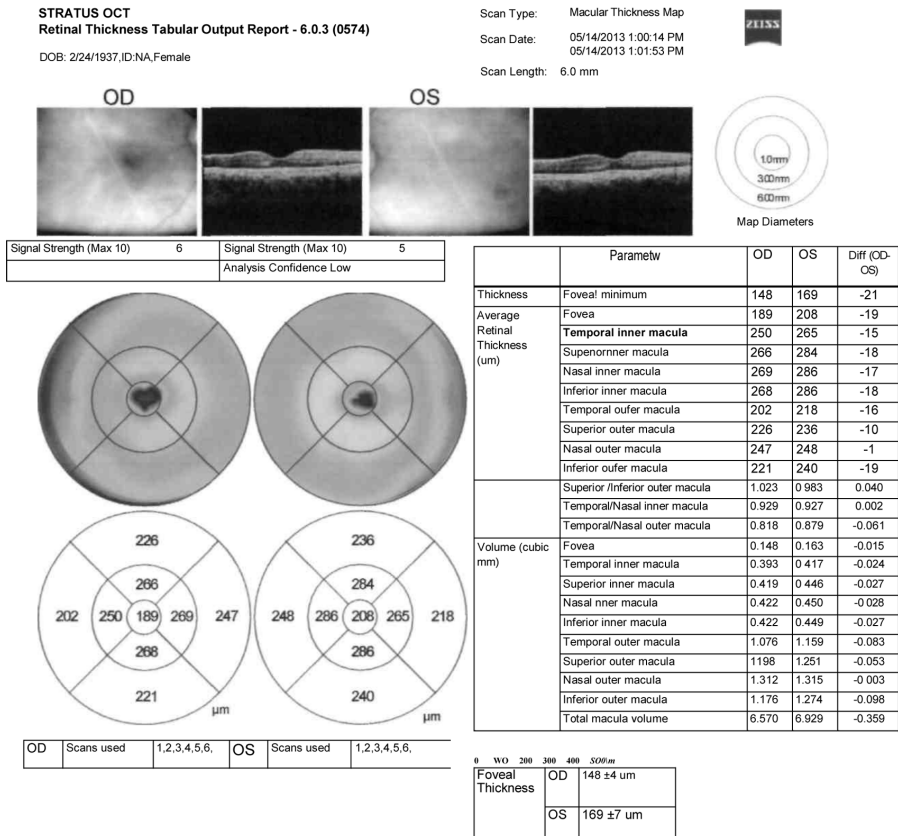 STRATUS OCT
Retinal Thickness Tabular Output Report - 6.0.3 (0574)
DOB: 2/24/1937,ID:NA,Female
Scan Type: Macular Thickness Map
Scan Date: 05/14/2013 1:00:14 PM
05/14/2013 1:01:53 PM
Scan Length: 6.0 mm
ZEISS
OD
OS
1.0mm
3.00mm
6.00mm
Map Diameters
Signal Strength (Max 10) 6 Signal Strength (Max 10) 5
Analysis Confidence Low
Parametw OD OS Diff (OD-
OS)
Thickness Fovea! minimum 148 169 -21
Average
Retinal
Thickness
(um)
Fovea 189 208 -19
Temporal inner macula 250 265 -15
Supenornner macula 266 284 -18
Nasal inner macula 269 286 -17
Inferior inner macula 268 286 -18
Temporal oufer macula 202 218 -16
Superior outer macula 226 236 -10
Nasal outer macula 247 248 -1
Inferior oufer macula 221 240 -19
Superior /Inferior outer macula 1.023 0 983 0.040
Temporal/Nasal inner macula 0.929 0.927 0.002
Temporal/Nasal outer macula 0.818 0.879 -0.061
Volume (cubic
mm)
Fovea 0.148 0.163 -0.015
Temporal inner macula 0.393 0 417 -0.024
Superior inner macula 0.419 0 446 -0.027
Nasal nner macula 0.422 0.450 -0 028
Inferior inner macula 0.422 0.449 -0.027
Temporal outer macula 1.076 1.159 -0.083
Superior outer macula 1198 1.251 -0.053
Nasal outer macula 1.312 1.315 -0 003
Inferior outer macula 1.176 1.274 -0.098
Total macula volume 6.570 6.929 -0.359
226
266
202 250 189 269 247
268
221
µm
236
284
248 286 208 265 218
286
240
µm
OD Scans used 1,2,3,4,5,6, OS Scans used 1,2,3,4,5,6,
0 WO 200 300 400 SO0\m
Foveal
Thickness
OD 148 ±4 um
OS 169 ±7 um